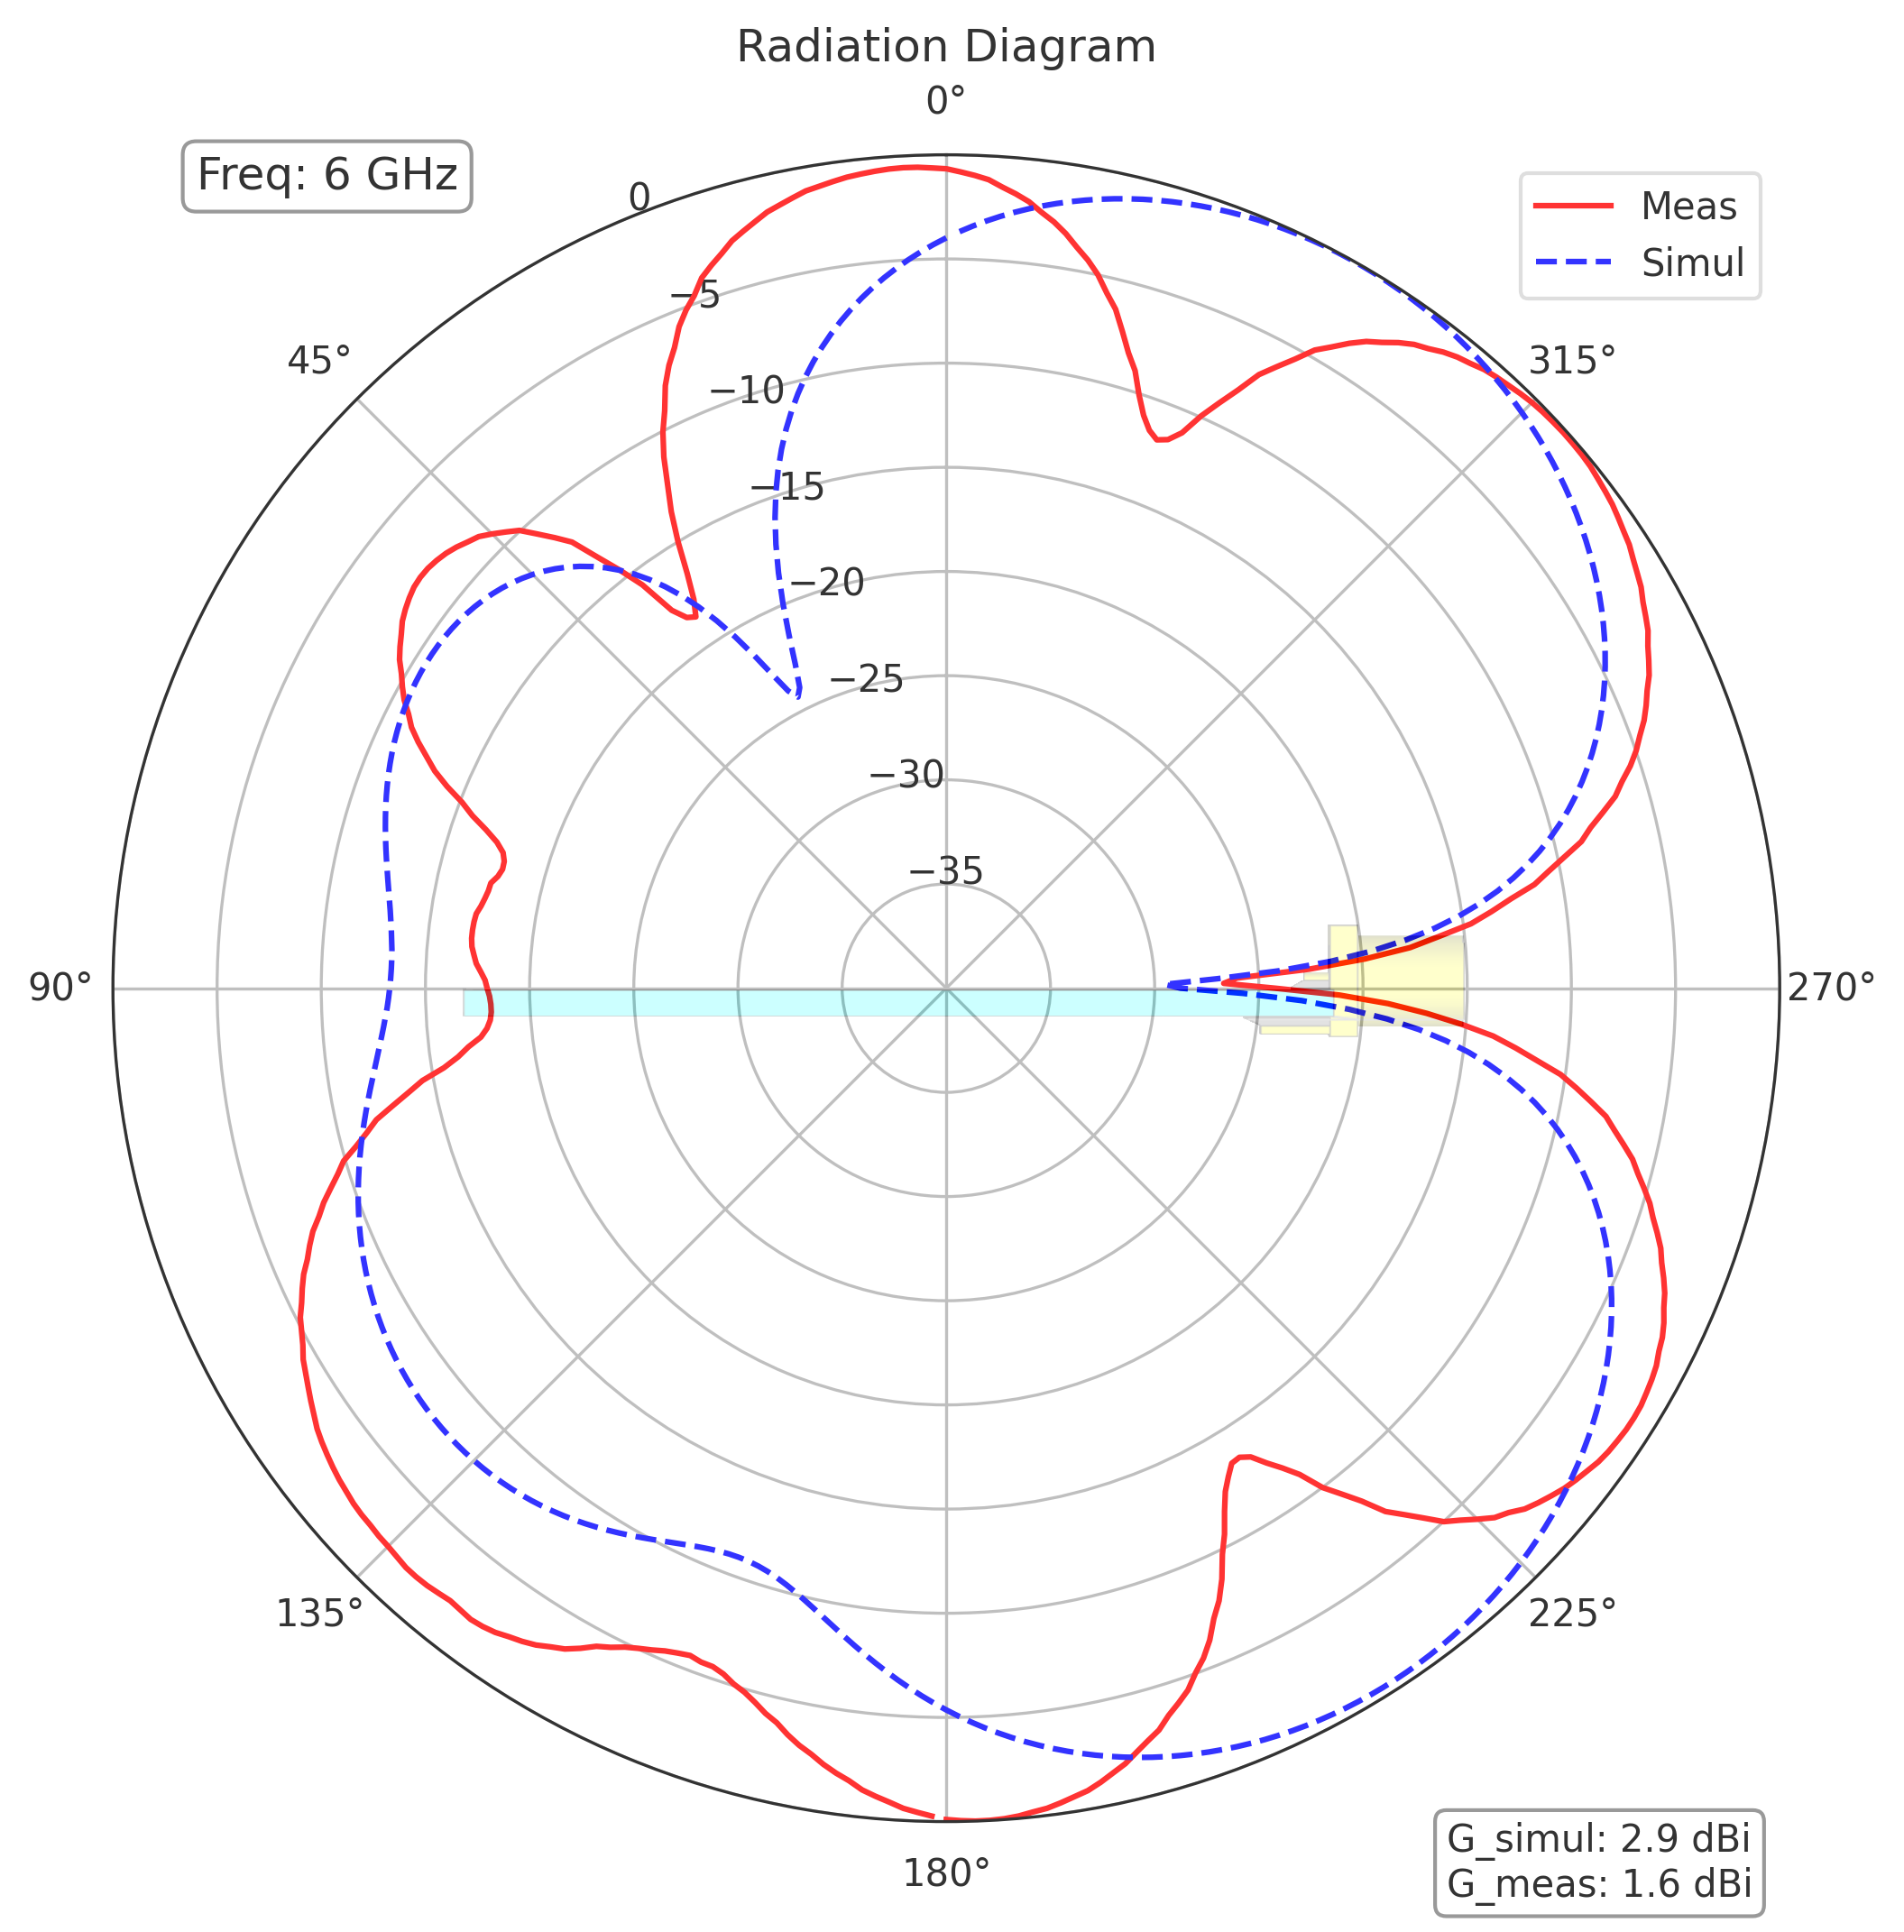 Radiation Diagram
0°
Freq: 6 GHz
0
Meas
Simul
−5
45°
315°
−10
−15
−20
−25
−30
−35
90°
270°
135°
225°
180°
G_simul: 2.9 dBi
G_meas: 1.6 dBi